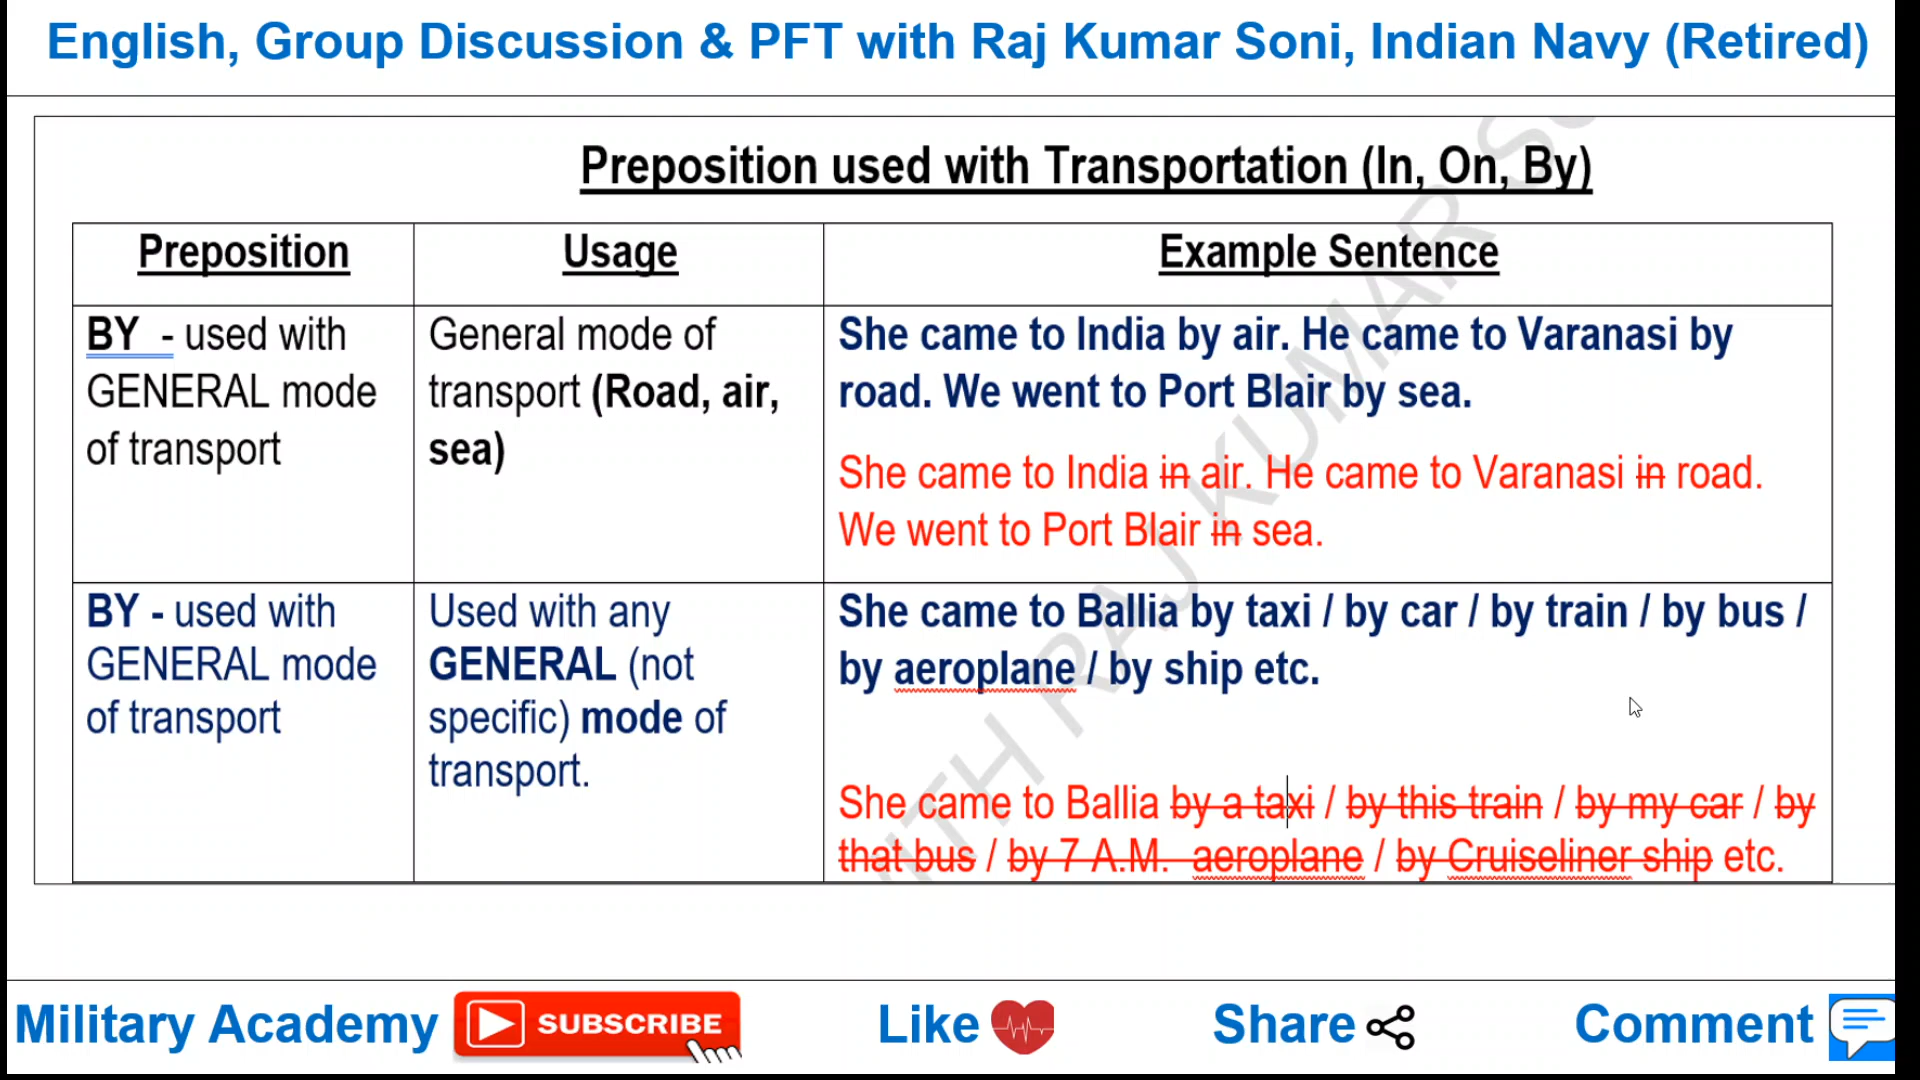 English, Group Discussion & PFT with Raj Kumar Soni, Indian Navy (Retired)
Preposition used with Transportation (In, On, By)
Preposition
Usage
Example Sentence
BY - used with
GENERAL mode
of transport
General mode of
transport (Road, air,
sea)
She came to India by air. He came to Varanasi by
road. We went to Port Blair by sea.
She came to India in air. He came to Varanasi in road.
We went to Port Blair in sea.
BY - used with
GENERAL mode
of transport
Used with any
GENERAL (not
specific) mode of
transport.
She came to Ballia by taxi / by car / by train / by bus /
by aeroplane / by ship etc.
She came to Ballia by a taxi / by this train / by my car / by
that bus / by 7 A.M. aeroplane / by Cruiseliner ship etc.
WITH RAJ KUMAR SO
Military Academy
SUBSCRIBE
Like
Share
Comment